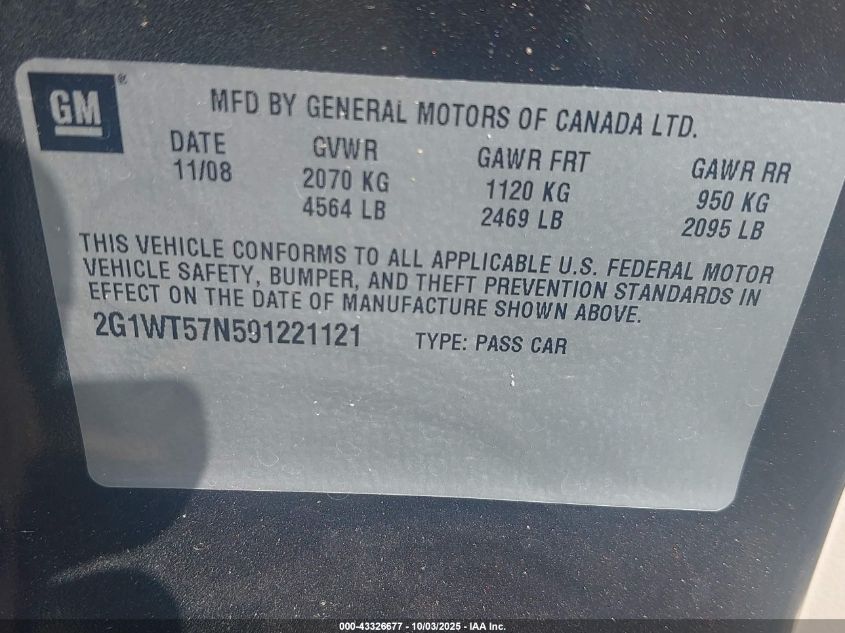 GM ®
MFD BY GENERAL MOTORS OF CANADA LTD.
DATE GVWR GAWR FRT GAWR RR
11/08 2070 KG 1120 KG 950 KG
4564 LB 2469 LB 2095 LB
THIS VEHICLE CONFORMS TO ALL APPLICABLE U.S. FEDERAL MOTOR
VEHICLE SAFETY, BUMPER, AND THEFT PREVENTION STANDARDS IN
EFFECT ON THE DATE OF MANUFACTURE SHOWN ABOVE.
2G1WT57N591221121 TYPE: PASS CAR
000-43326677 - 10/03/2025 - IAA Inc.